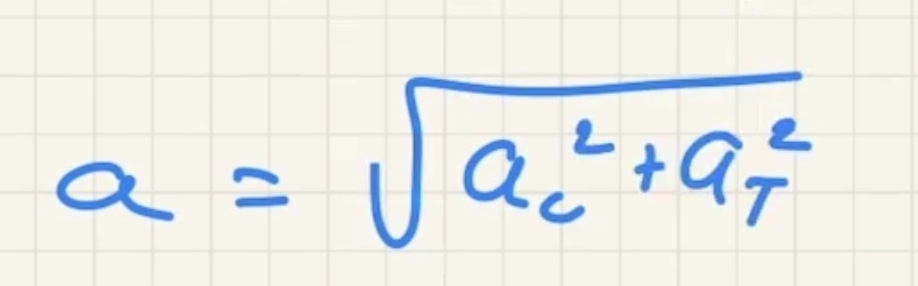 a = √(a_c² + a_T²)